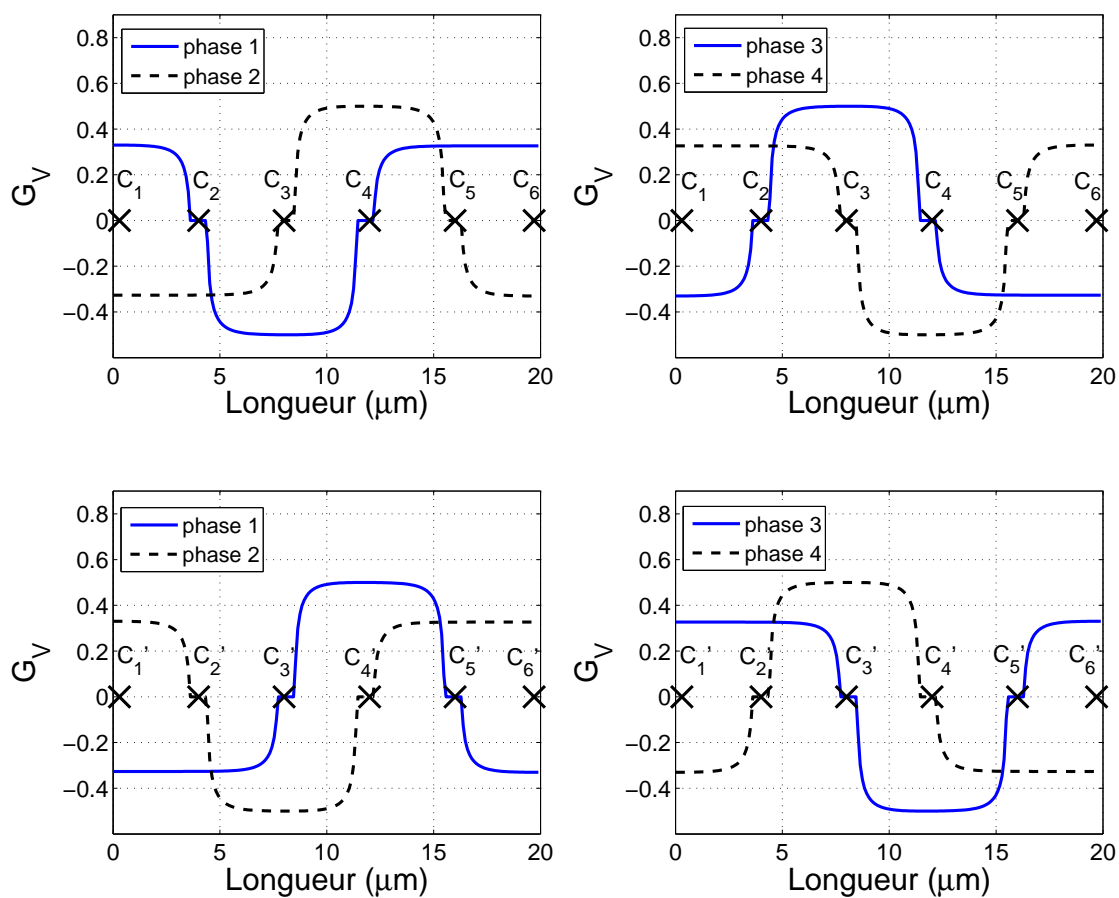 phase 1
phase 2
G_V
0.8
0.6
0.4
0.2
0
−0.2
−0.4
C_1 C_2 C_3 C_4 C_5 C_6
0 5 10 15 20
Longueur (μm)
phase 3
phase 4
G_V
0.8
0.6
0.4
0.2
0
−0.2
−0.4
C_1 C_2 C_3 C_4 C_5 C_6
0 5 10 15 20
Longueur (μm)
phase 1
phase 2
G_V
0.8
0.6
0.4
0.2
0
−0.2
−0.4
C_1' C_2' C_3' C_4' C_5' C_6'
0 5 10 15 20
Longueur (μm)
phase 3
phase 4
G_V
0.8
0.6
0.4
0.2
0
−0.2
−0.4
C_1' C_2' C_3' C_4' C_5' C_6'
0 5 10 15 20
Longueur (μm)